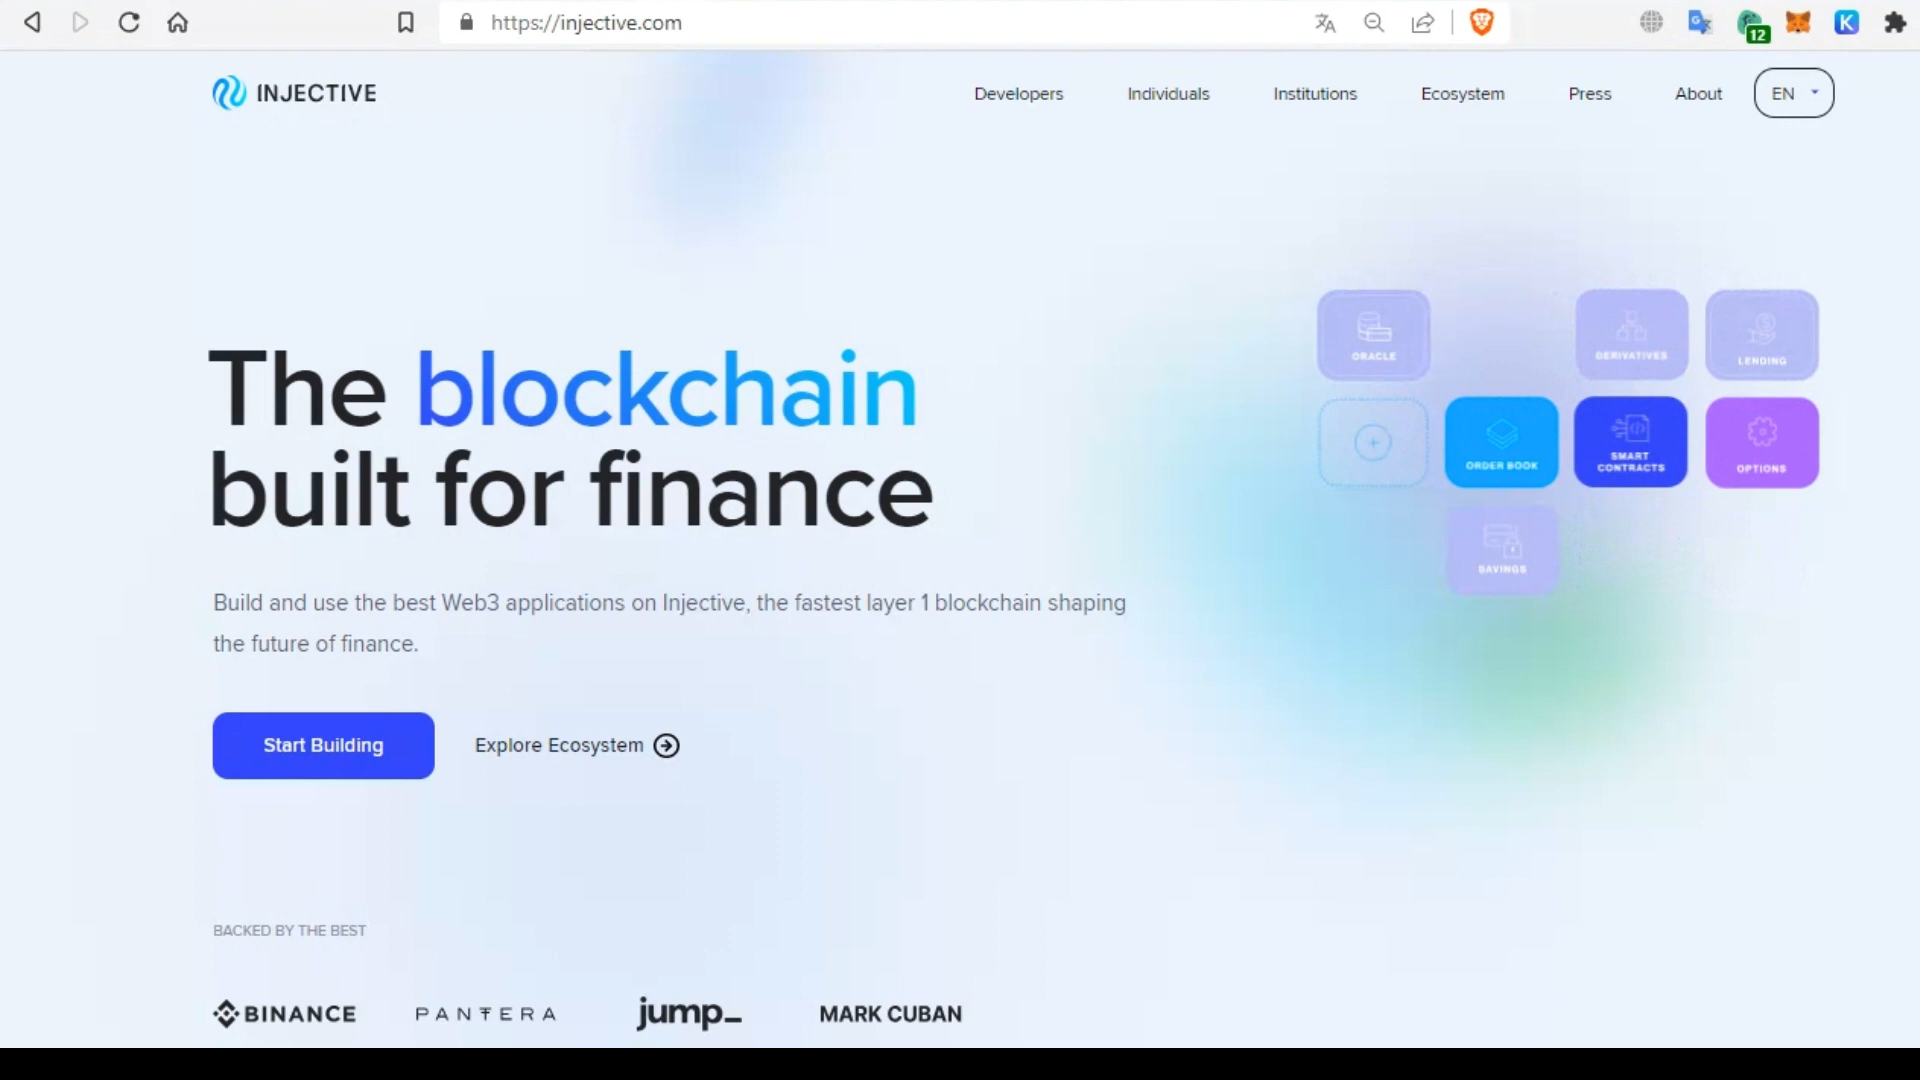 https://injective.com
12
K
INJECTIVE
Developers
Individuals
Institutions
Ecosystem
Press
About
EN
The blockchain
built for finance
Build and use the best Web3 applications on Injective, the fastest layer 1 blockchain shaping
the future of finance.
Start Building
Explore Ecosystem
ORACLE
DERIVATIVES
LENDING
ORDER BOOK
SMART
CONTRACTS
OPTIONS
SAVINGS
BACKED BY THE BEST
BINANCE
PANTERA
jump_
MARK CUBAN